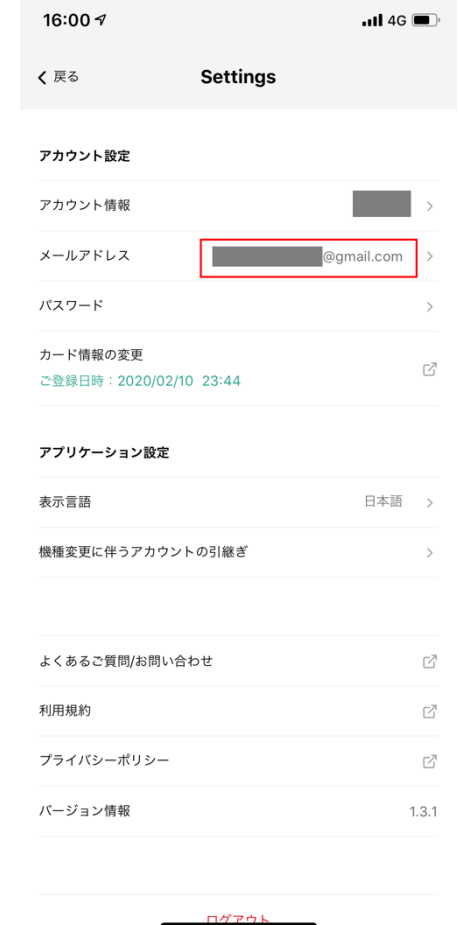 16:00
4G
戻る
Settings
アカウント設定
アカウント情報
メールアドレス @gmail.com
パスワード
カード情報の変更
ご登録日時：2020/02/10 23:44
アプリケーション設定
表示言語 日本語
機種変更に伴うアカウントの引継ぎ
よくあるご質問/お問い合わせ
利用規約
プライバシーポリシー
バージョン情報 1.3.1
ログアウト